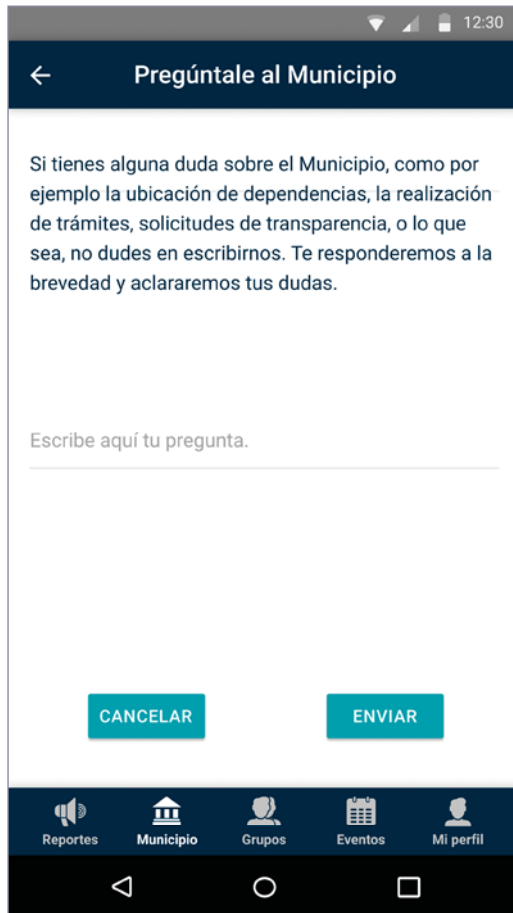 12:30
Pregúntale al Municipio
Si tienes alguna duda sobre el Municipio, como por
ejemplo la ubicación de dependencias, la realización
de trámites, solicitudes de transparencia, o lo que
sea, no dudes en escribirnos. Te responderemos a la
brevedad y aclararemos tus dudas.
Escribe aquí tu pregunta.
CANCELAR ENVIAR
Reportes Municipio Grupos Eventos Mi perfil